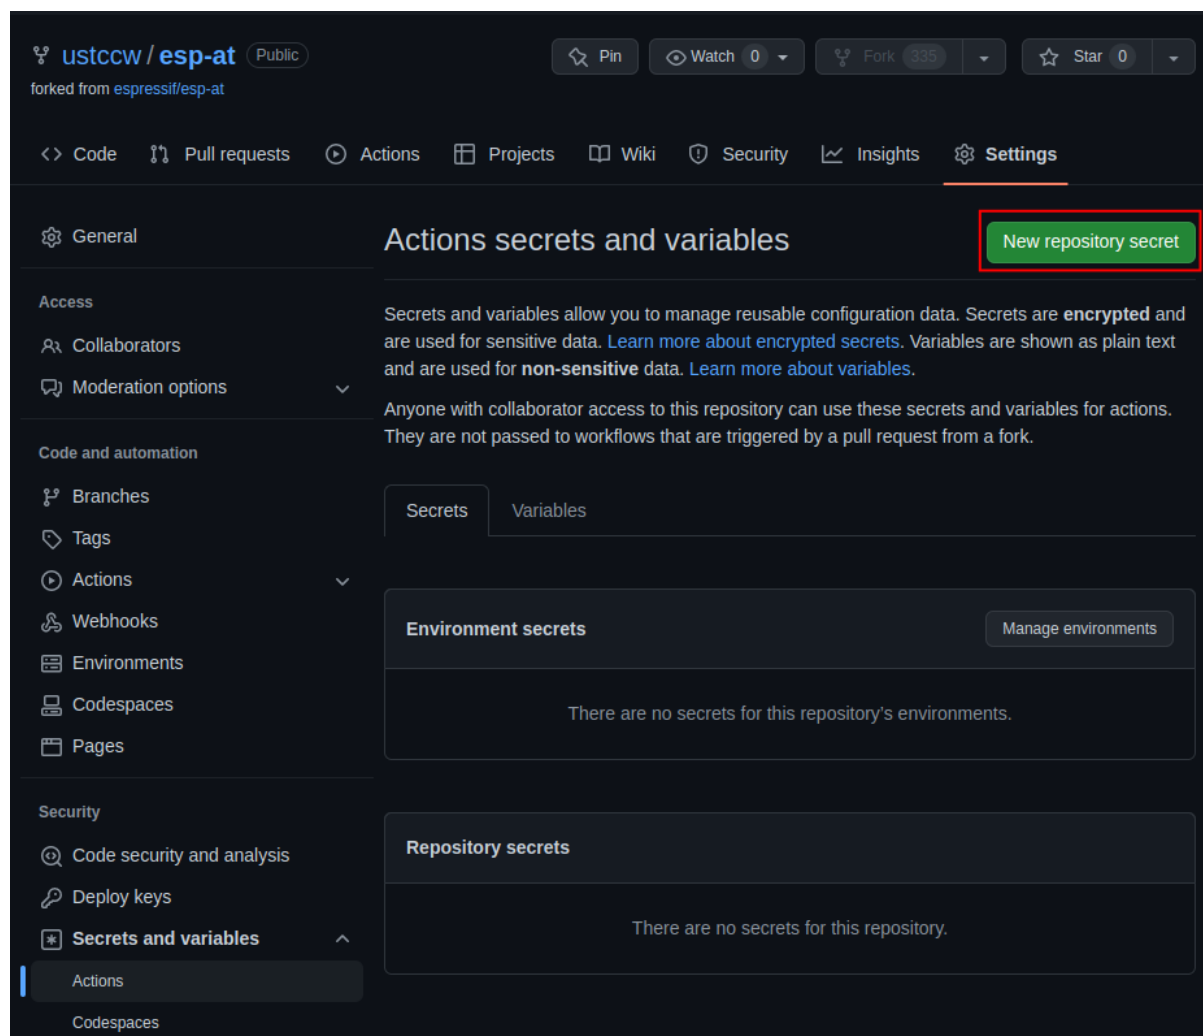 ustccw / esp-at Public
Pin
Watch 0
Fork 335
Star 0
forked from espressif/esp-at
Code
Pull requests
Actions
Projects
Wiki
Security
Insights
Settings
General
Access
Collaborators
Moderation options
Code and automation
Branches
Tags
Actions
Webhooks
Environments
Codespaces
Pages
Security
Code security and analysis
Deploy keys
Secrets and variables
Actions
Codespaces
Actions secrets and variables
New repository secret
Secrets and variables allow you to manage reusable configuration data. Secrets are encrypted and
are used for sensitive data. Learn more about encrypted secrets. Variables are shown as plain text
and are used for non-sensitive data. Learn more about variables.
Anyone with collaborator access to this repository can use these secrets and variables for actions.
They are not passed to workflows that are triggered by a pull request from a fork.
Secrets
Variables
Environment secrets
Manage environments
There are no secrets for this repository’s environments.
Repository secrets
There are no secrets for this repository.